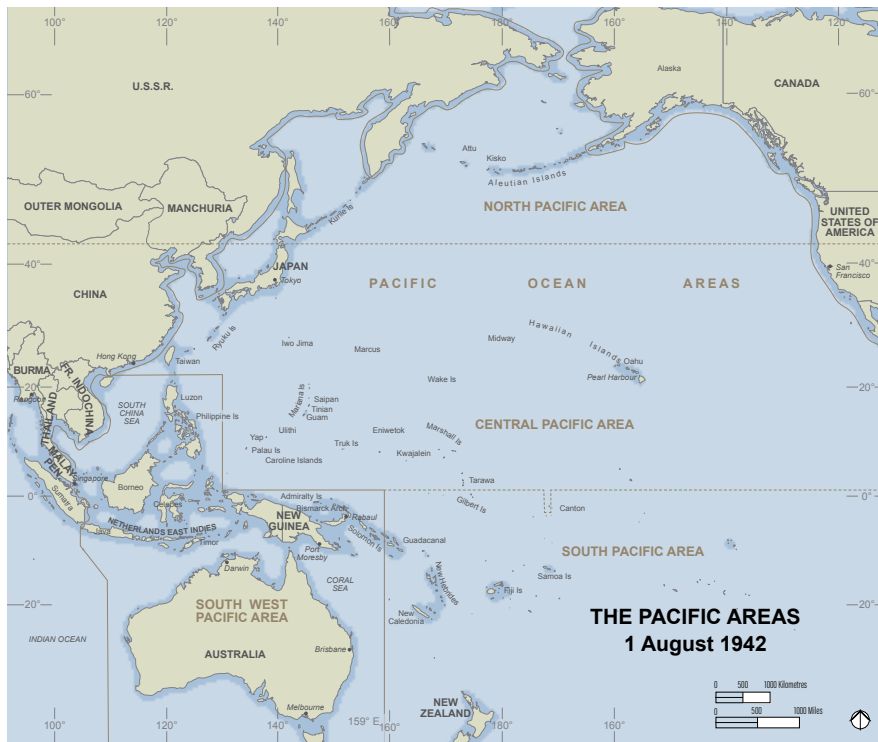 100°
120°
140°
160°
180°
160°
140°
120°
60°
60°
U.S.S.R.
Alaska
CANADA
Attu
Kisko
Aleutian Islands
OUTER MONGOLIA
MANCHURIA
Kurile Is
NORTH PACIFIC AREA
UNITED
STATES OF
AMERICA
40°
40°
JAPAN
Tokyo
San
Francisco
PACIFIC OCEAN AREAS
CHINA
Ryuku Is
Iwo Jima
Marcus
Midway
Hawaiian Islands
Oahu
Pearl Harbour
Hong Kong
Taiwan
BURMA
FR. INDOCHINA
20°
20°
Rangoon
THAILAND
SOUTH
CHINA
SEA
Luzon
Philippine Is
Wake Is
Mariana Is
Saipan
Tinian
Guam
CENTRAL PACIFIC AREA
Yap
Ulithi
Eniwetok
Marshall Is
Palau Is
Truk Is
Kwajalein
Caroline Islands
MALAY
PEN
Singapore
Sumatra
Borneo
Celebes
Tarawa
0
0°
Admiralty Is
Gilbert Is
Canton
Bismarck Arch
Rabaul
NEW
GUINEA
Solomon Is
NETHERLANDS EAST INDIES
Java
Timor
Port
Moresby
Guadacanal
SOUTH PACIFIC AREA
Darwin
CORAL
SEA
New Hebrides
Samoa Is
Fiji Is
20°
20°
SOUTH WEST
PACIFIC AREA
New
Caledonia
THE PACIFIC AREAS
1 August 1942
INDIAN OCEAN
AUSTRALIA
Brisbane
0 500 1000 Kilometres
0 500 1000 Miles
Melbourne
NEW
ZEALAND
159° E
100°
120°
140°
160°
180°
160°